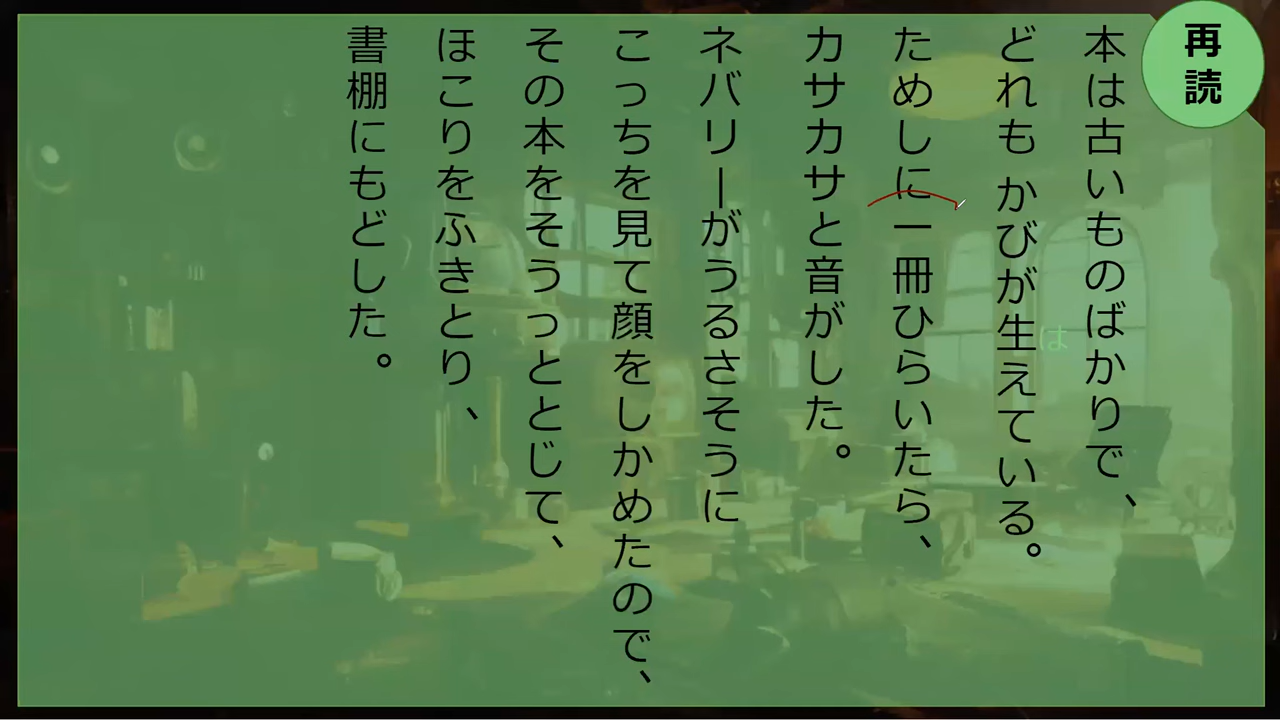 再読
本は古いものばかりで、
どれも かびが生えている。
は
ためしに一冊ひらいたら、
カサカサと音がした。
ネバリーがうるさそうに
こっちを見て顔をしかめたので、
その本をそうっととじて、
ほこりをふきとり、
書棚にもどした。